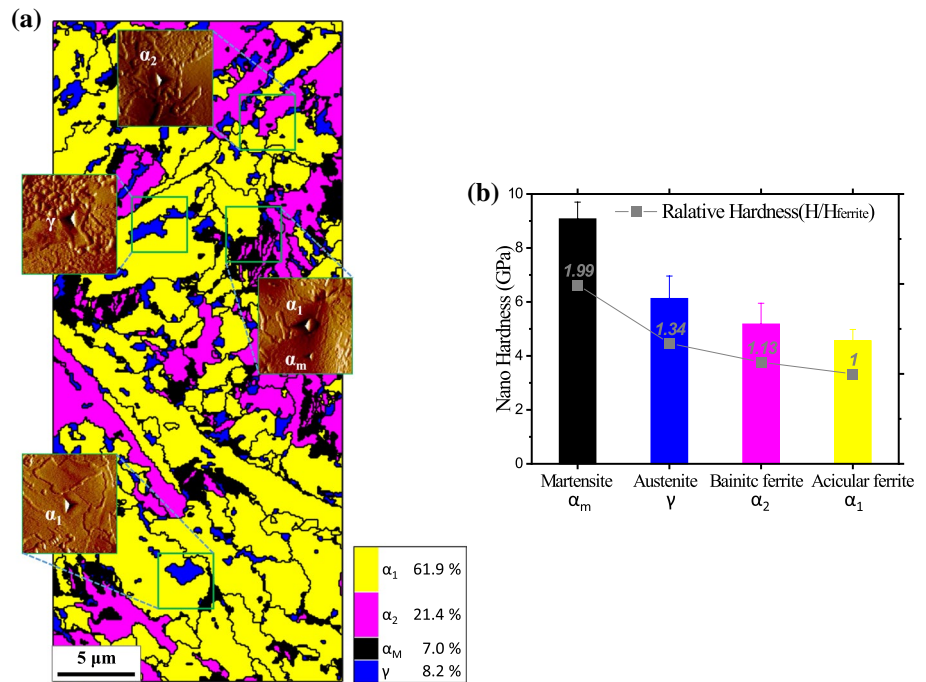 (a)
α2
γ
α1
αm
α1
5 μm
α1 61.9 %
α2 21.4 %
αM 7.0 %
γ 8.2 %
(b)
Nano Hardness (GPa)
10
8
6
4
2
0
Ralative Hardness(H/Hferrite)
1.99
1.34
1.13
1
Martensite Austenite Bainitc ferrite Acicular ferrite
αm γ α2 α1